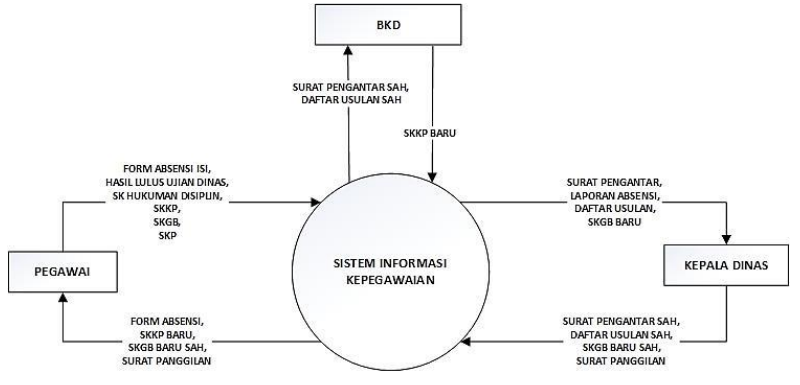 BKD
SURAT PENGANTAR SAH,
DAFTAR USULAN SAH
SKKP BARU
FORM ABSENSI ISI,
HASIL LULUS UJIAN DINAS,
SK HUKUMAN DISIPLIN,
SKKP,
SKGB,
SKP
SURAT PENGANTAR,
LAPORAN ABSENSI,
DAFTAR USULAN,
SKGB BARU
PEGAWAI
SISTEM INFORMASI
KEPEGAWAIAN
KEPALA DINAS
FORM ABSENSI,
SKKP BARU,
SKGB BARU SAH,
SURAT PANGGILAN
SURAT PENGANTAR SAH,
DAFTAR USULAN SAH,
SKGB BARU SAH,
SURAT PANGGILAN